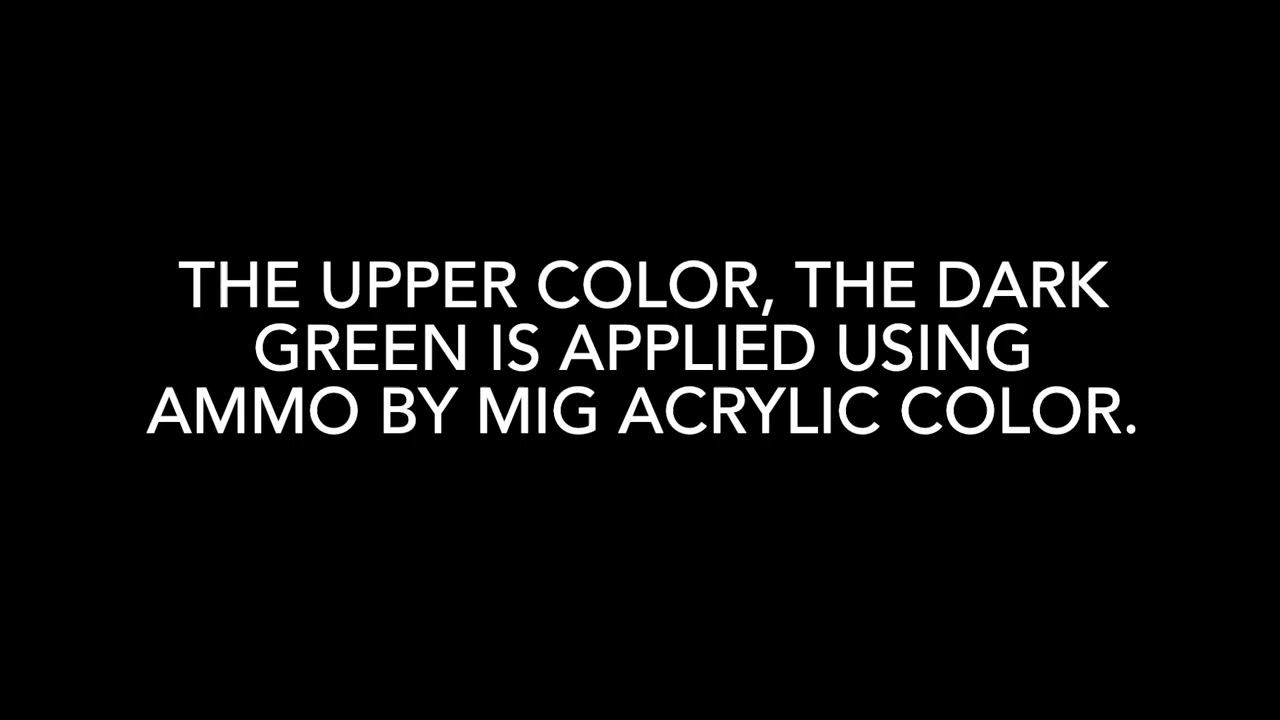 THE UPPER COLOR, THE DARK
GREEN IS APPLIED USING
AMMO BY MIG ACRYLIC COLOR.